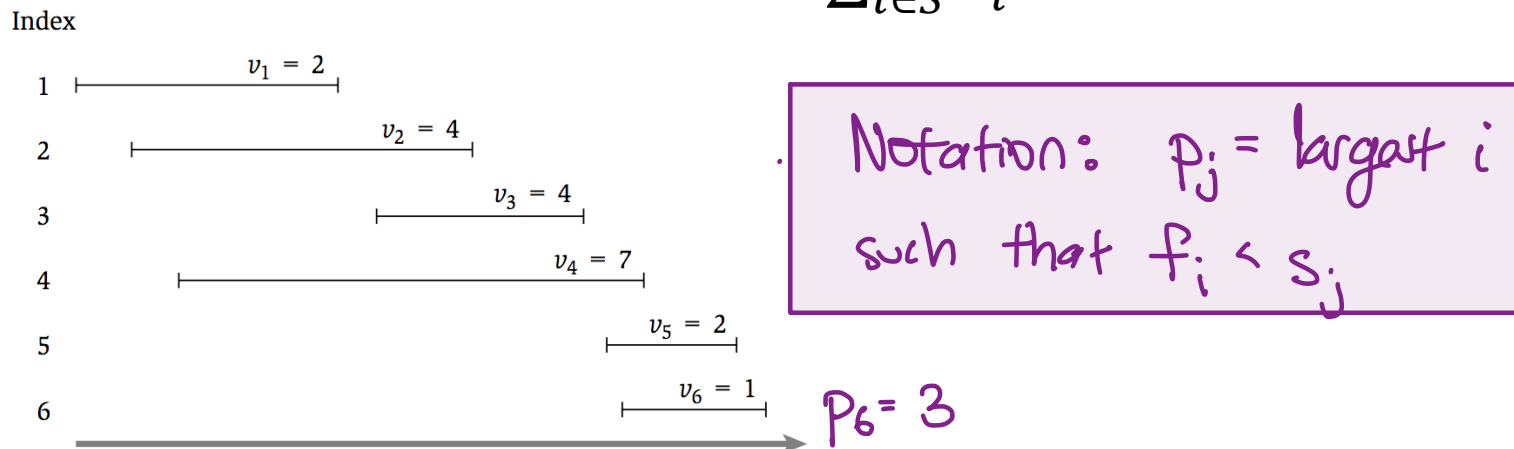 ∑i∈S i
Index
1 v₁ = 2
2 v₂ = 4
3 v₃ = 4
4 v₄ = 7
5 v₅ = 2
6 v₆ = 1
Notation: pⱼ = largest i
such that fᵢ < sⱼ
p₆ = 3